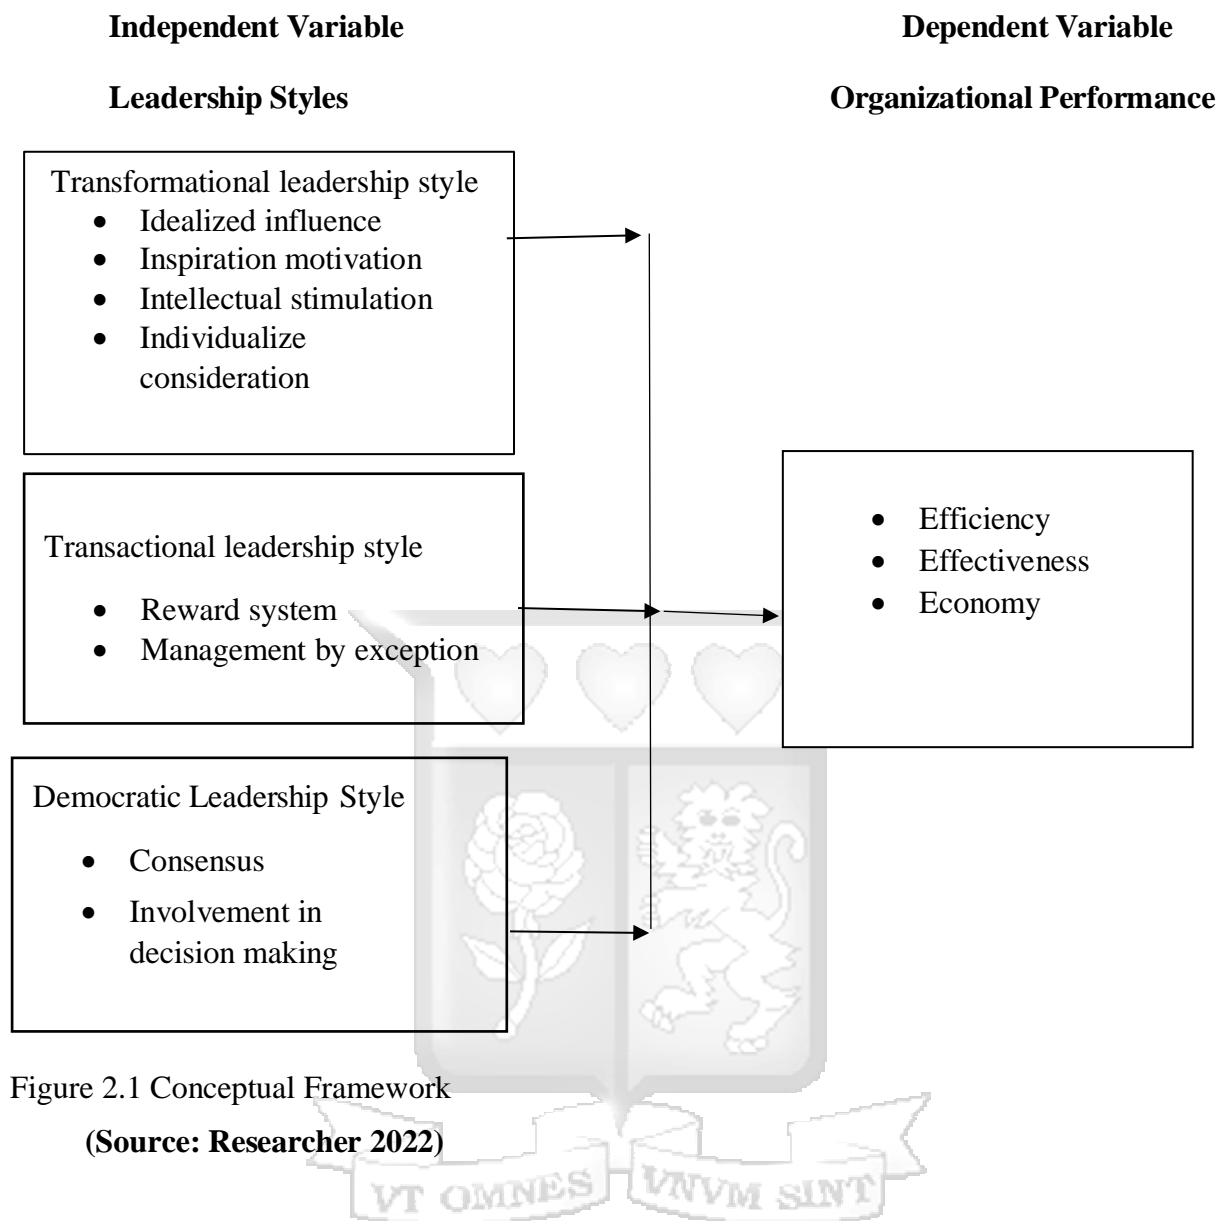 Independent Variable
Dependent Variable
Leadership Styles
Organizational Performance
Transformational leadership style
• Idealized influence
• Inspiration motivation
• Intellectual stimulation
• Individualize
consideration
Transactional leadership style
• Reward system
• Management by exception
Democratic Leadership Style
• Consensus
• Involvement in
decision making
• Efficiency
• Effectiveness
• Economy
Figure 2.1 Conceptual Framework
(Source: Researcher 2022)
VT OMNES VNVM SINT